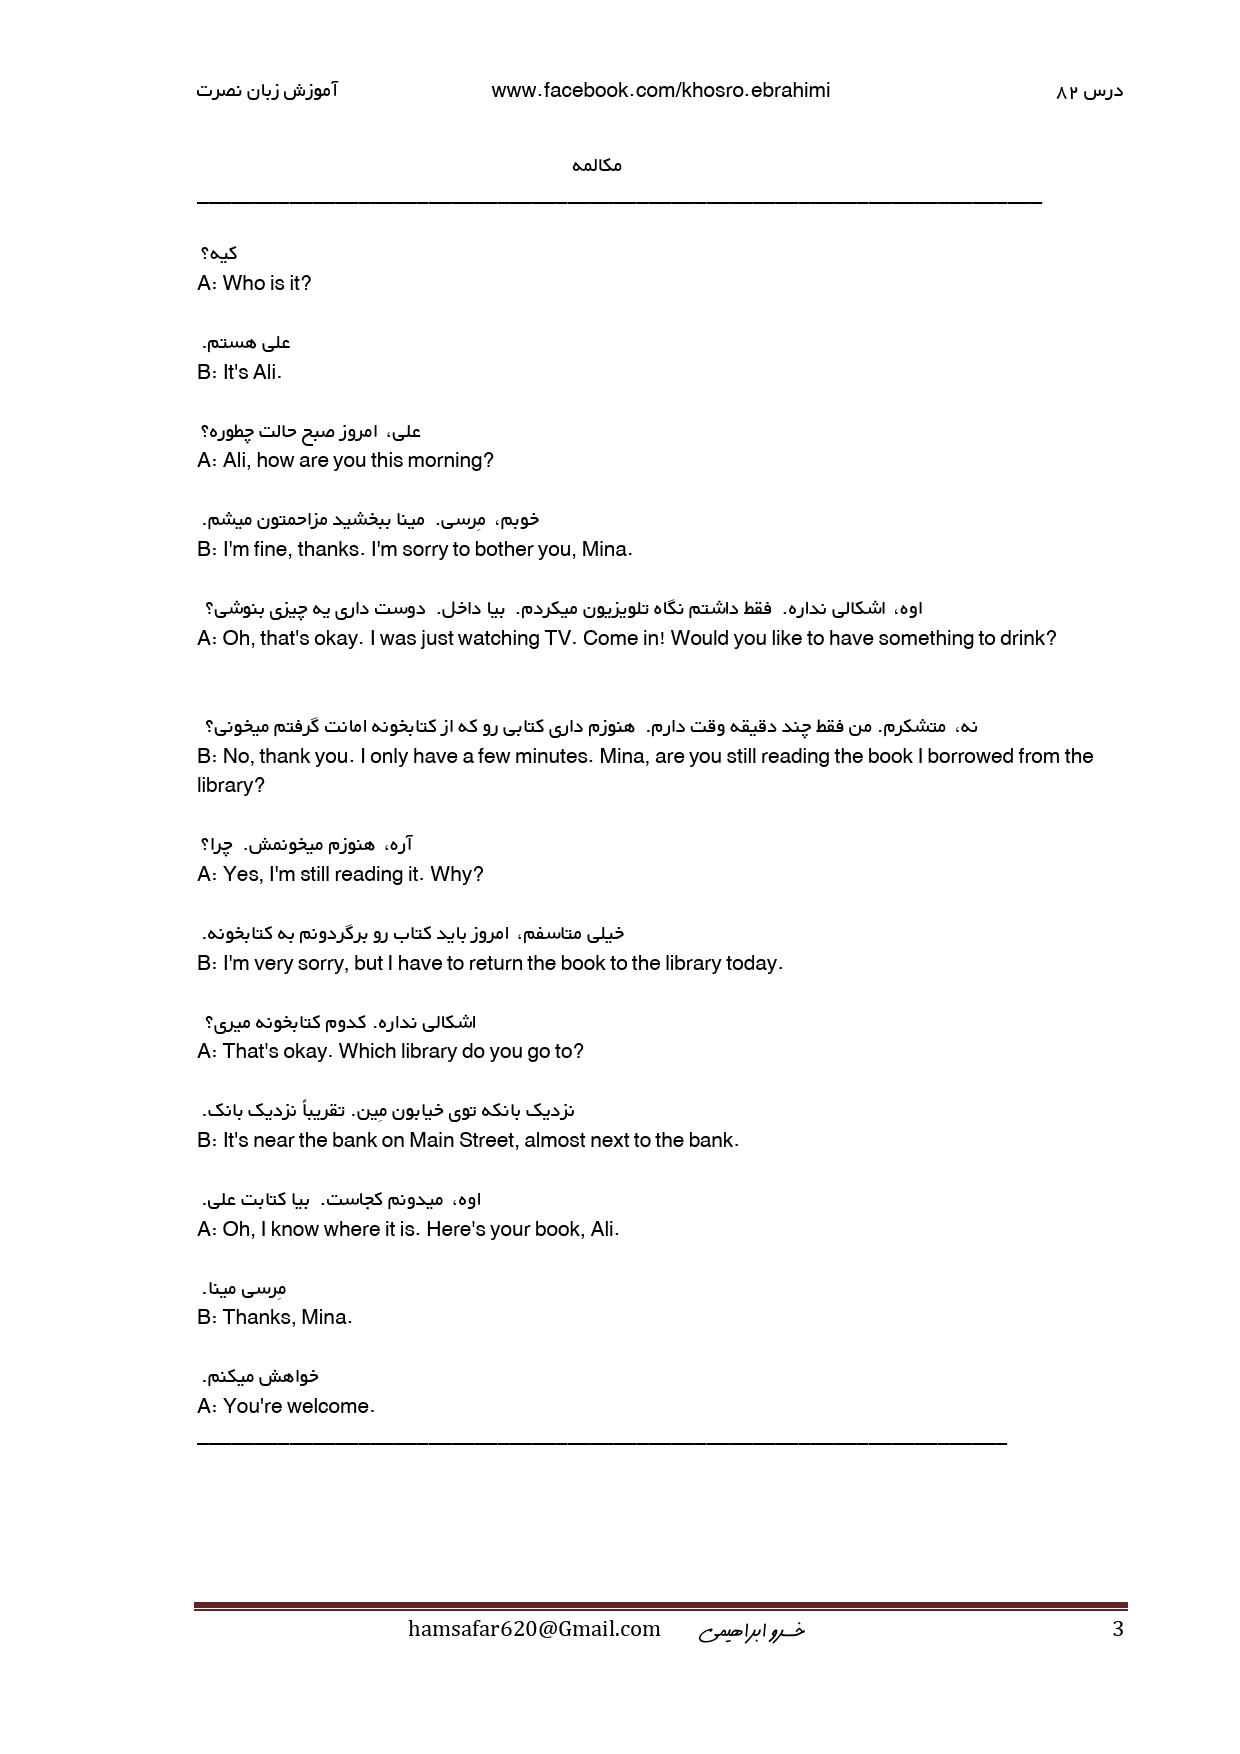 آموزش زبان نصرت www.facebook.com/khosro.ebrahimi درس ۸۲
مکالمه
کیه؟
A: Who is it?
علی هستم.
B: It's Ali.
علی، امروز صبح حالت چطوره؟
A: Ali, how are you this morning?
خوبم، مِرسی. مینا ببخشید مزاحمتون میشم.
B: I'm fine, thanks. I'm sorry to bother you, Mina.
اوه، اشکالی نداره. فقط داشتم نگاه تلویزیون میکردم. بیا داخل. دوست داری یه چیزی بنوشی؟
A: Oh, that's okay. I was just watching TV. Come in! Would you like to have something to drink?
نه، متشکرم. من فقط چند دقیقه وقت دارم. هنوزم داری کتابی رو که از کتابخونه امانت گرفتم میخونی؟
B: No, thank you. I only have a few minutes. Mina, are you still reading the book I borrowed from the
library?
آره، هنوزم میخونمش. چرا؟
A: Yes, I'm still reading it. Why?
خیلی متاسفم، امروز باید کتاب رو برگردونم به کتابخونه.
B: I'm very sorry, but I have to return the book to the library today.
اشکالی نداره. کدوم کتابخونه میری؟
A: That's okay. Which library do you go to?
نزدیک بانکه توی خیابون مِین. تقریباً نزدیک بانک.
B: It's near the bank on Main Street, almost next to the bank.
اوه، میدونم کجاست. بیا کتابت علی.
A: Oh, I know where it is. Here's your book, Ali.
مِرسی مینا.
B: Thanks, Mina.
خواهش میکنم.
A: You're welcome.
hamsafar620@Gmail.com خسرو ابراهیمی 3